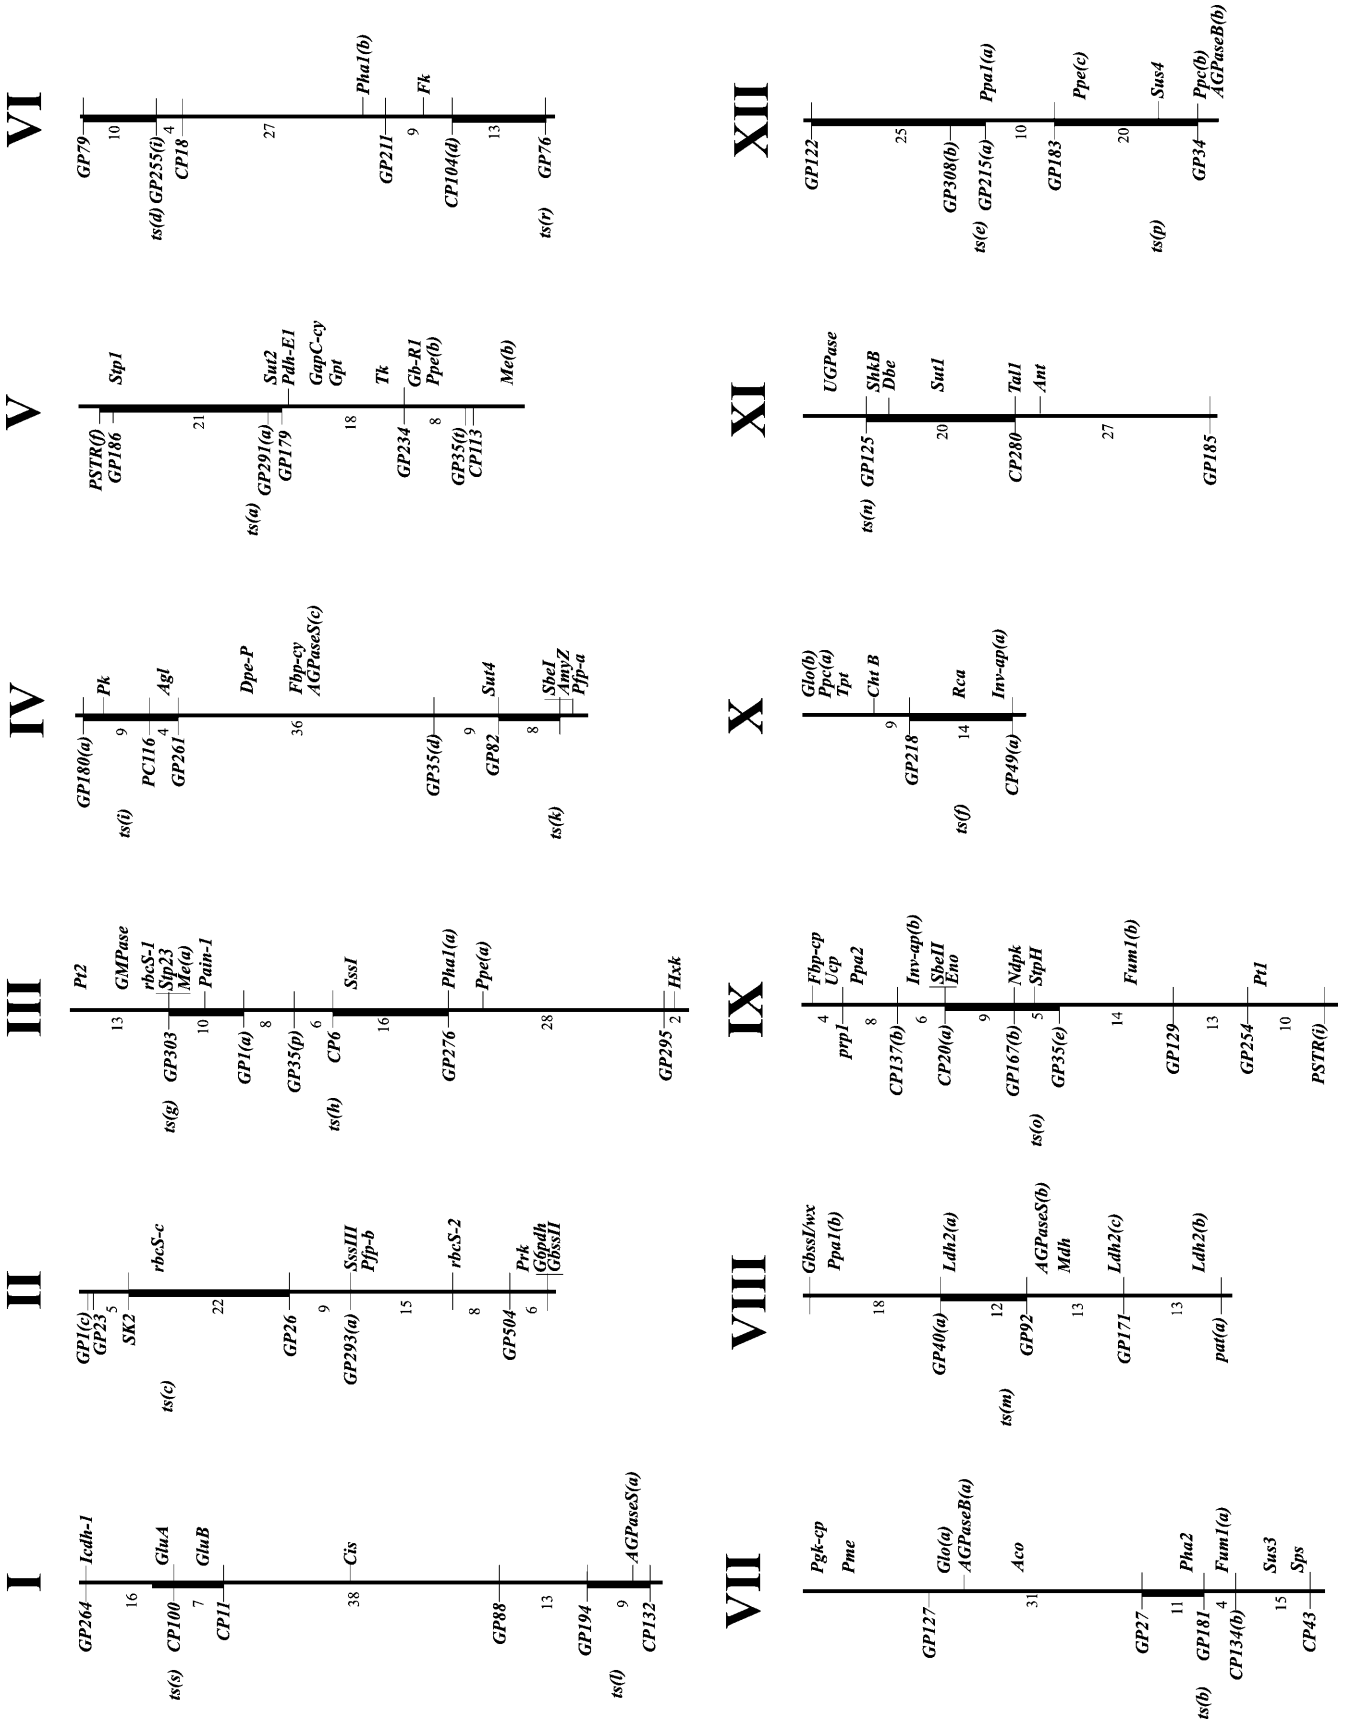 I
GP264
Icdh-1
16
CP100
GluA
ts(s)
7
GluB
CP11
38
Cis
GP88
13
GP194
9
AGPaseS(a)
ts(l)
CP132
II
GP1(c)
GP23
5
SK2
rbcS-c
ts(c)
22
GP26
9
GP293(a)
SssIII
Pfp-b
15
rbcS-2
8
GP504
Prk
6
G6pdh
GbssII
III
Pt2
13
GMPase
rbcS-1
GP303
Stp23
ts(g)
Me(a)
10
Pain-1
GP1(a)
8
GP35(p)
6
CP6
SssI
ts(h)
16
GP276
Pha1(a)
Ppe(a)
28
GP295
Hxk
2
IV
GP180(a)
Pk
9
ts(i)
PC116
Agl
4
GP261
Dpe-P
36
Fbp-cy
AGPaseS(c)
GP35(d)
9
GP82
Sut4
8
SbeI
ts(k)
AmyZ
Pfp-a
V
PSTR(f)
GP186
Stp1
21
ts(a)
GP291(a)
Sut2
GP179
Pdh-E1
GapC-cy
Gpt
18
Tk
GP234
Gb-R1
Ppe(b)
8
GP35(t)
CP113
Me(b)
VI
GP79
10
ts(d)
GP255(i)
4
CP18
27
Pha1(b)
GP211
9
Fk
CP104(d)
13
ts(r)
GP76
VII
Pgk-cp
Pme
GP127
Glo(a)
AGPaseB(a)
31
Aco
GP27
11
Pha2
ts(b)
GP181
4
Fum1(a)
CP134(b)
15
Sus3
Sps
CP43
VIII
GbssI/wx
Ppa1(b)
18
GP40(a)
Ldh2(a)
12
ts(m)
GP92
AGPaseS(b)
Mdh
13
GP171
Ldh2(c)
13
Ldh2(b)
pat(a)
IX
Fbp-cp
4
Ucp
prp1
Ppa2
8
CP137(b)
Inv-ap(b)
6
SbeII
CP20(a)
Eno
9
GP167(b)
Ndpk
5
StpH
ts(o)
GP35(e)
14
Fum1(b)
GP129
13
GP254
Pt1
10
PSTR(i)
X
Glo(b)
Ppc(a)
Tpt
Cht B
9
GP218
14
Rca
ts(f)
Inv-ap(a)
CP49(a)
XI
UGPase
ts(n)
GP125
ShkB
Dbe
20
Sut1
CP280
Tal1
Ant
27
GP185
XII
GP122
25
GP308(b)
ts(e)
GP215(a)
Ppa1(a)
10
GP183
Ppe(c)
20
Sus4
ts(p)
GP34
Ppc(b)
AGPaseB(b)